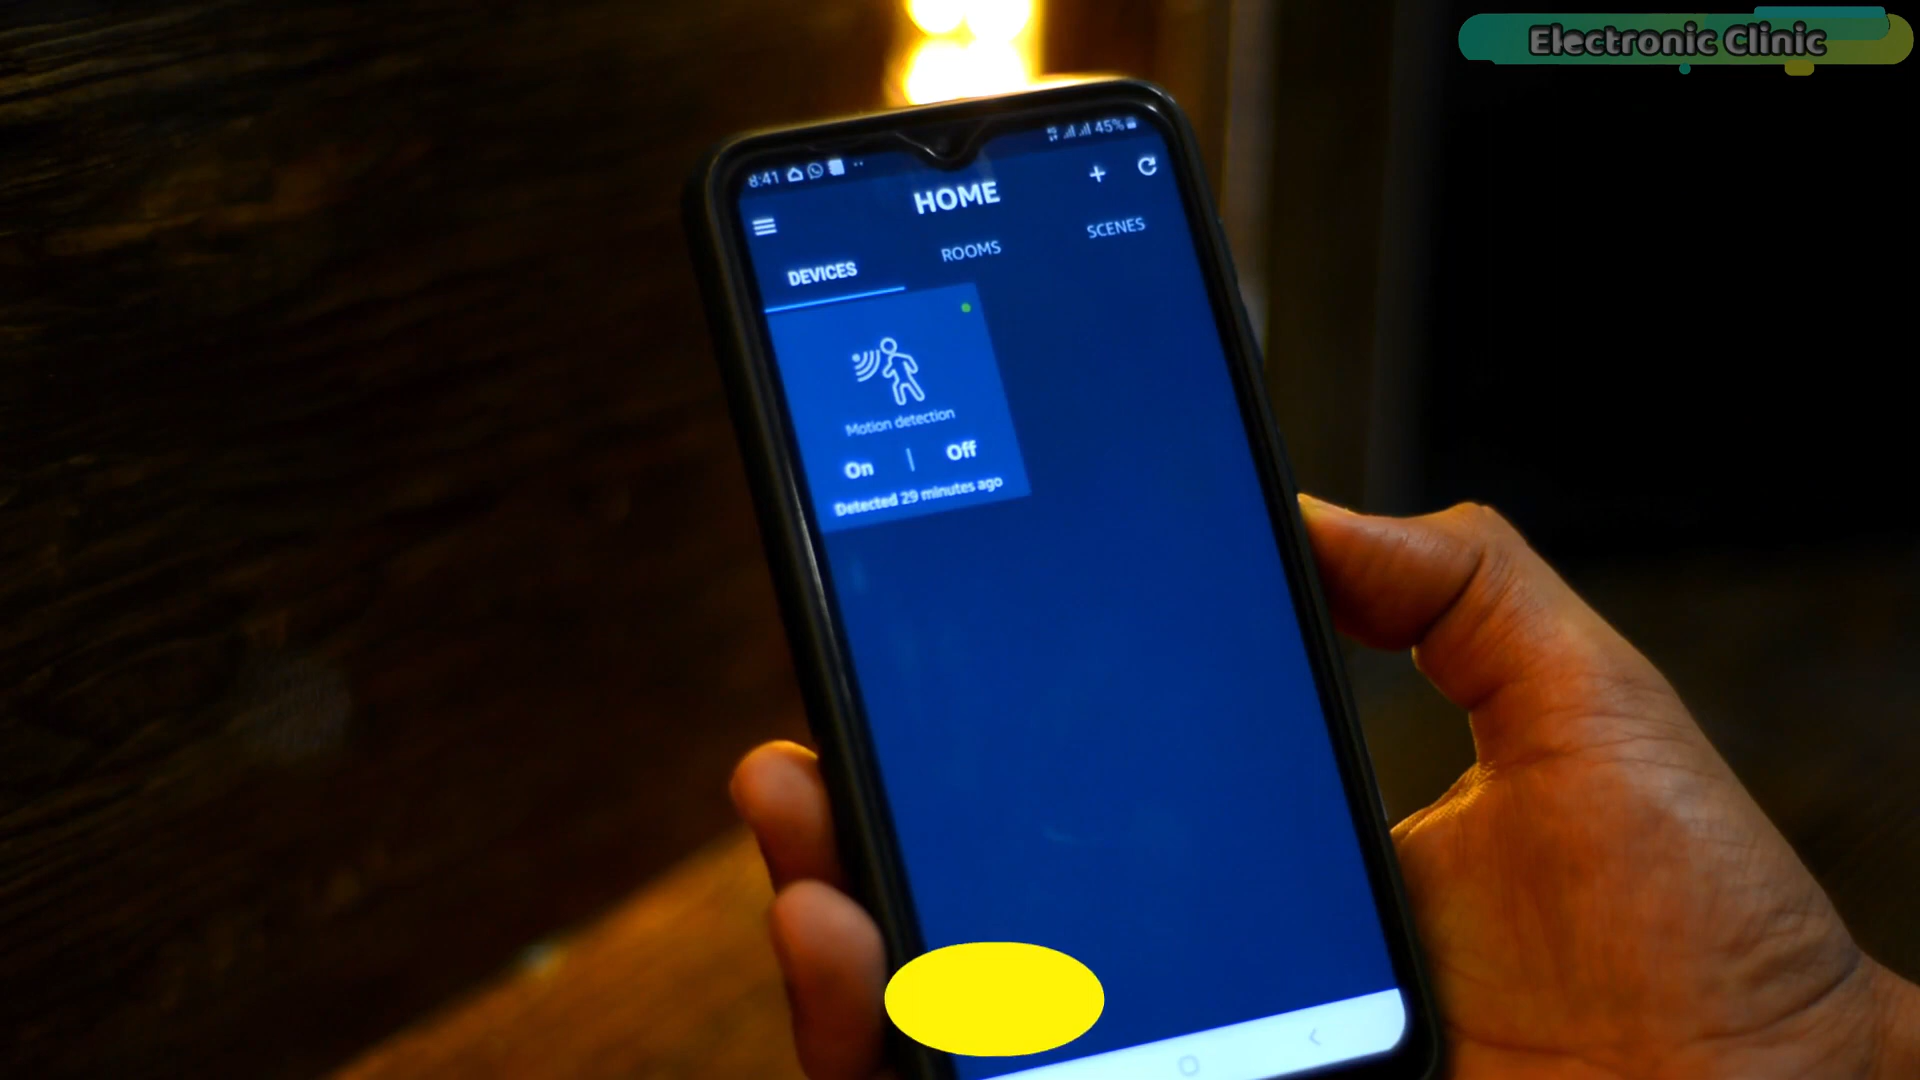 Electronic Clinic
8:41 45%
HOME
DEVICES ROOMS SCENES
Motion detection
On | Off
Detected 29 minutes ago